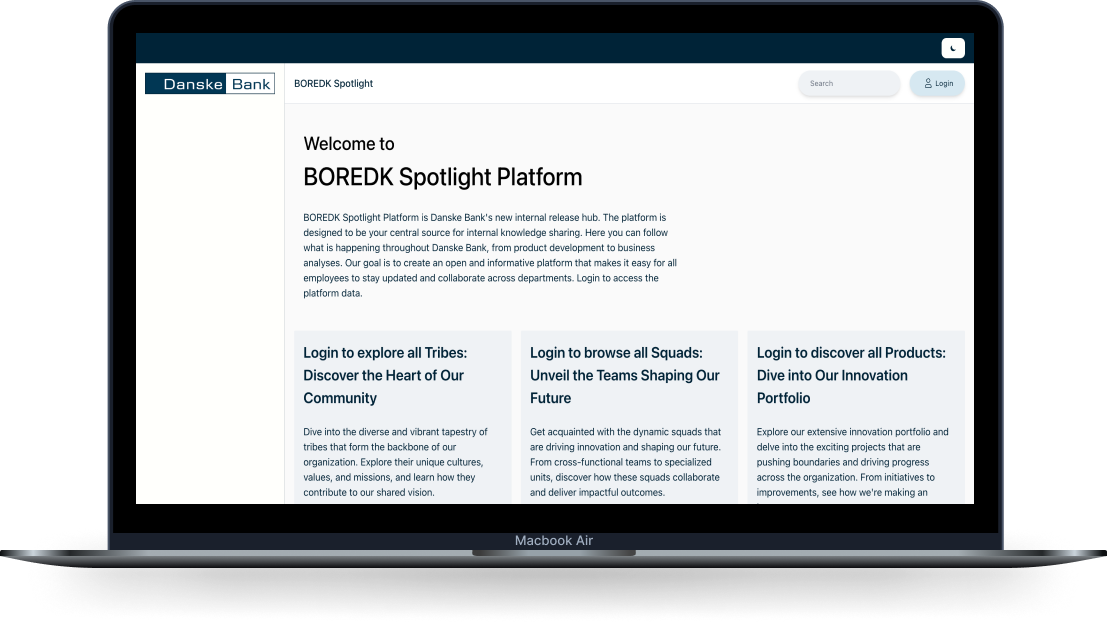 Danske Bank
BOREDK Spotlight
Search
Login
Welcome to
BOREDK Spotlight Platform
BOREDK Spotlight Platform is Danske Bank's new internal release hub. The platform is
designed to be your central source for internal knowledge sharing. Here you can follow
what is happening throughout Danske Bank, from product development to business
analyses. Our goal is to create an open and informative platform that makes it easy for all
employees to stay updated and collaborate across departments. Login to access the
platform data.
Login to explore all Tribes:
Discover the Heart of Our
Community
Dive into the diverse and vibrant tapestry of
tribes that form the backbone of our
organization. Explore their unique cultures,
values, and missions, and learn how they
contribute to our shared vision.
Login to browse all Squads:
Unveil the Teams Shaping Our
Future
Get acquainted with the dynamic squads that
are driving innovation and shaping our future.
From cross-functional teams to specialized
units, discover how these squads collaborate
and deliver impactful outcomes.
Login to discover all Products:
Dive into Our Innovation
Portfolio
Explore our extensive innovation portfolio and
delve into the exciting projects that are
pushing boundaries and driving progress
across the organization. From initiatives to
improvements, see how we're making an
Macbook Air